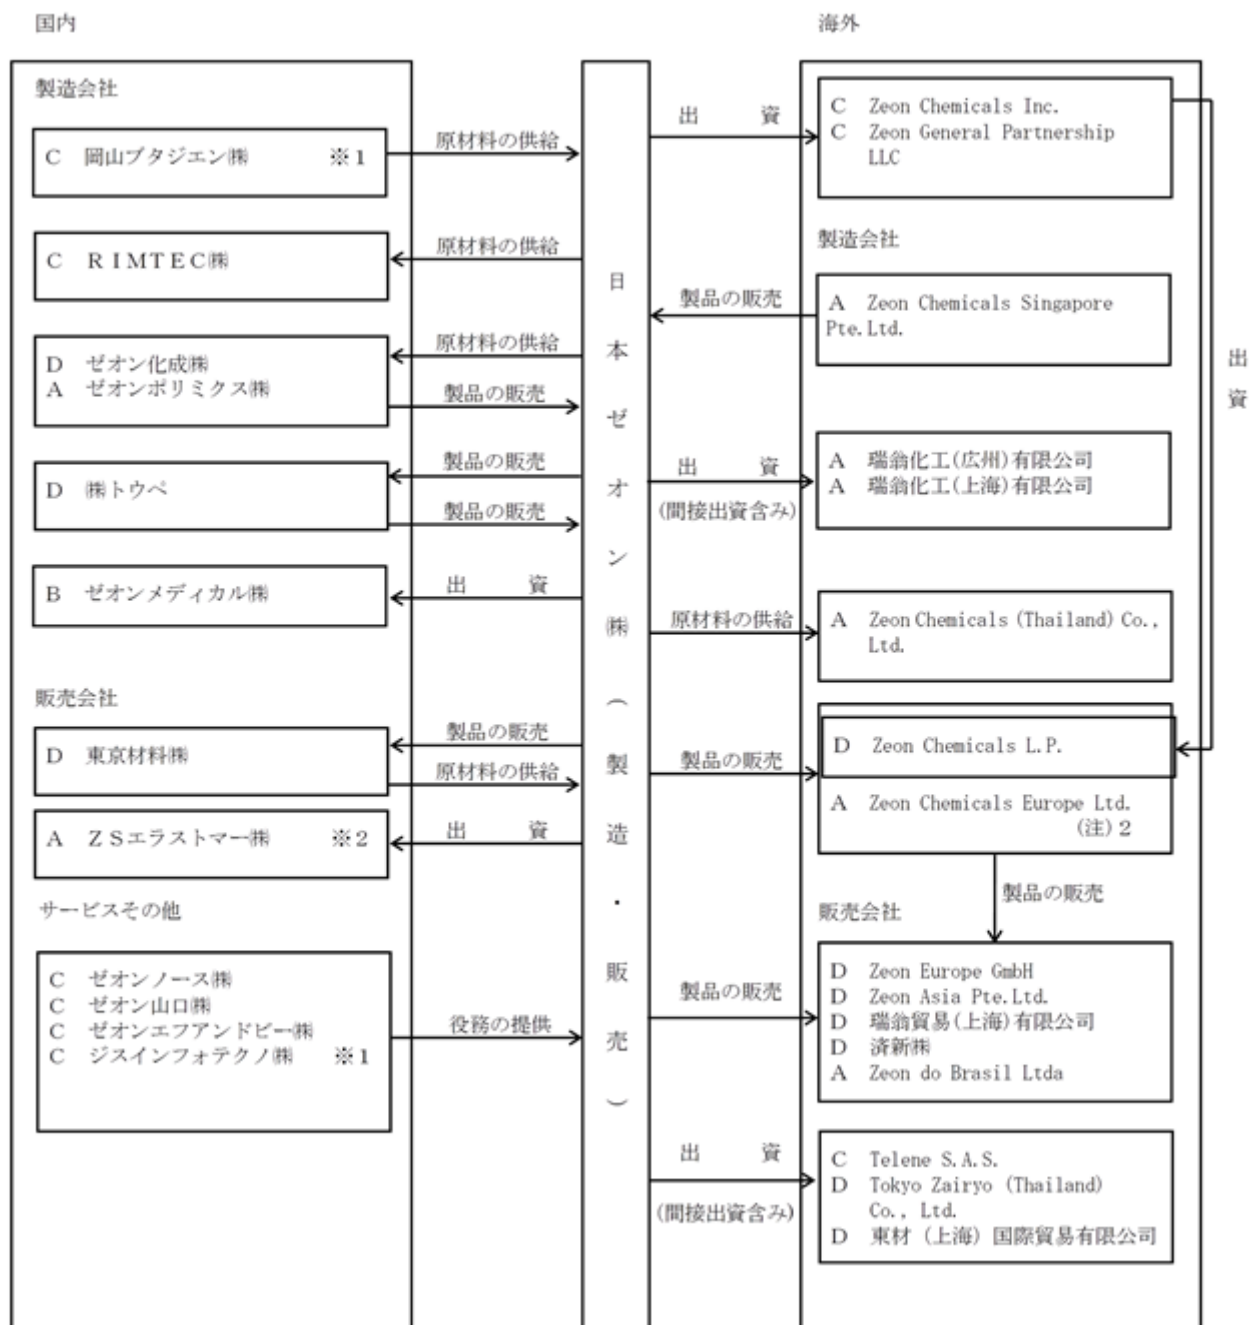 国内
製造会社
C 岡山ブタジエン㈱ ※1
C RIMTEC㈱
D ゼオン化成㈱
A ゼオンポリミクス㈱
D ㈱トウペ
B ゼオンメディカル㈱
販売会社
D 東京材料㈱
A ZSエラストマー㈱ ※2
サービスその他
C ゼオンノース㈱
C ゼオン山口㈱
C ゼオンエフアンドビー㈱
C ジスインフォテクノ㈱ ※1
原材料の供給
原材料の供給
原材料の供給
製品の販売
製品の販売
製品の販売
出資
製品の販売
原材料の供給
出資
役務の提供
日本ゼオン㈱(製造・販売)
出資
製品の販売
出資
(間接出資含み)
原材料の供給
製品の販売
製品の販売
出資
(間接出資含み)
海外
C Zeon Chemicals Inc.
C Zeon General Partnership
LLC
製造会社
A Zeon Chemicals Singapore
Pte.Ltd.
A 瑞翁化工(広州)有限公司
A 瑞翁化工(上海)有限公司
A Zeon Chemicals (Thailand) Co.,
Ltd.
D Zeon Chemicals L.P.
A Zeon Chemicals Europe Ltd.
(注)2
製品の販売
販売会社
D Zeon Europe GmbH
D Zeon Asia Pte.Ltd.
D 瑞翁貿易(上海)有限公司
D 済新㈱
A Zeon do Brasil Ltda
C Telene S.A.S.
D Tokyo Zairyo (Thailand)
Co., Ltd.
D 東材 (上海) 国際貿易有限公司
出資